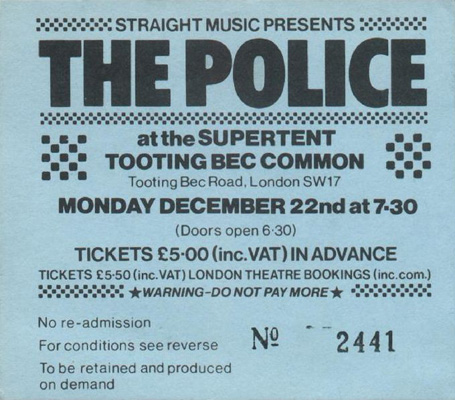 STRAIGHT MUSIC PRESENTS
THE POLICE
at the SUPERTENT
TOOTING BEC COMMON
Tooting Bec Road, London SW17
MONDAY DECEMBER 22nd at 7·30
(Doors open 6·30)
TICKETS £5·00 (inc. VAT) IN ADVANCE
TICKETS £5·50 (inc. VAT) LONDON THEATRE BOOKINGS (inc. com.)
★WARNING–DO NOT PAY MORE★
No re-admission
For conditions see reverse
Nº 2441
To be retained and produced
on demand